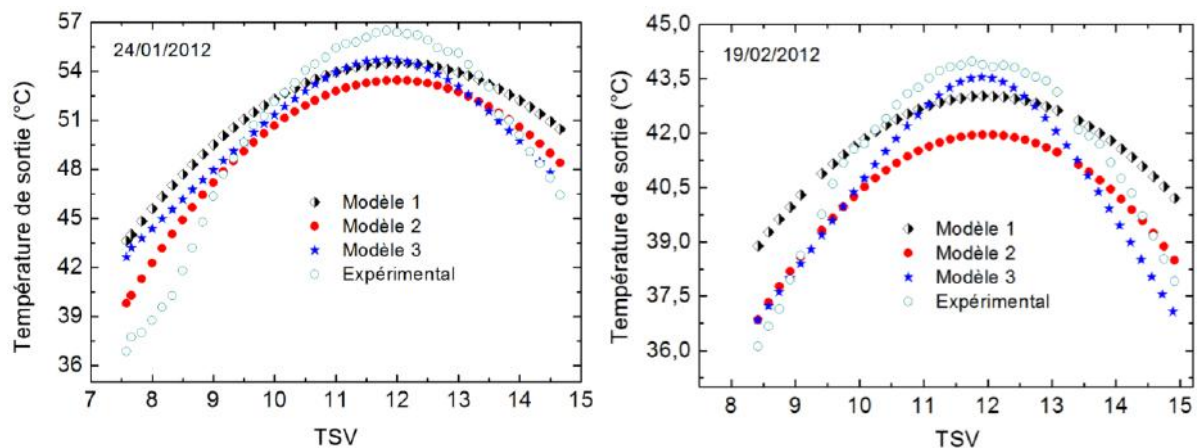 57
54
51
48
45
42
39
36
Température de sortie (°C)
24/01/2012
Modèle 1
Modèle 2
Modèle 3
Expérimental
7 8 9 10 11 12 13 14 15
TSV
45,0
43,5
42,0
40,5
39,0
37,5
36,0
Température de sortie (°C)
19/02/2012
Modèle 1
Modèle 2
Modèle 3
Expérimental
8 9 10 11 12 13 14 15
TSV